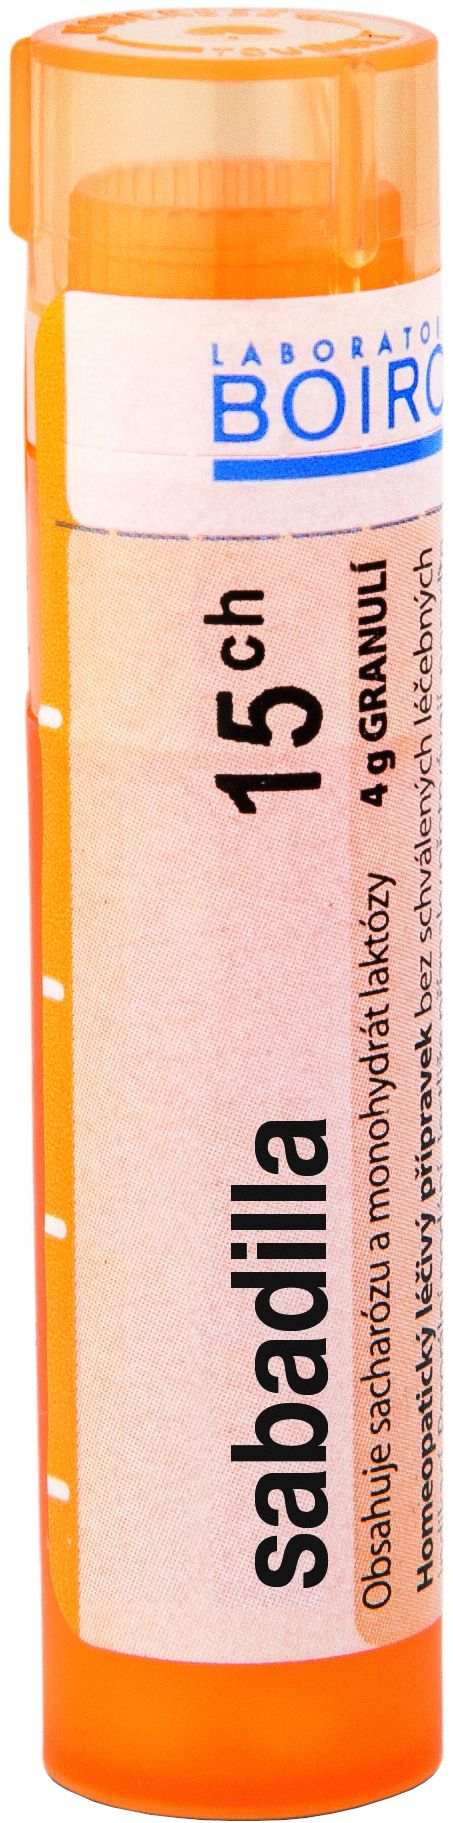 LABORATOI
BOIRO
sabadilla 15 ch
Obsahuje sacharózu a monohydrát laktózy 4 g GRANULÍ
Homeopatický léčivý přípravek bez schválených léčebných